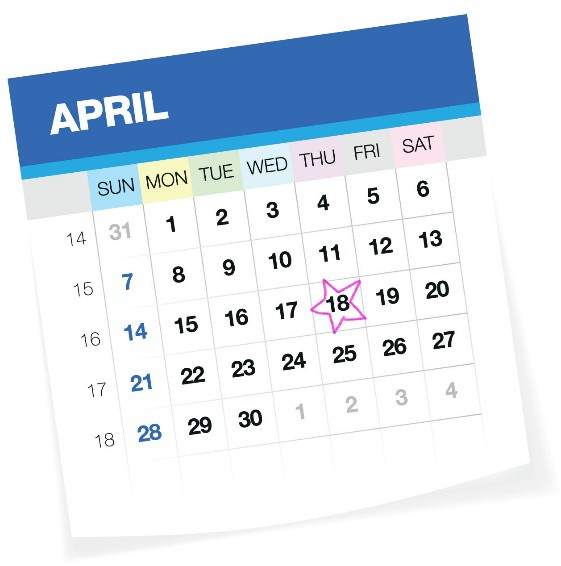 APRIL
SUN MON TUE WED THU FRI SAT
14 31 1 2 3 4 5 6
15 7 8 9 10 11 12 13
16 14 15 16 17 18 19 20
17 21 22 23 24 25 26 27
18 28 29 30 1 2 3 4